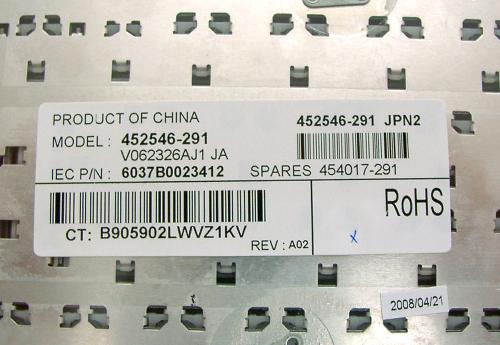 PRODUCT OF CHINA
452546-291 JPN2
MODEL : 452546-291
V062326AJ1 JA
IEC P/N : 6037B0023412
SPARES 454017-291
RoHS
CT: B905902LWVZ1KV
REV : A02
x
2008/04/21